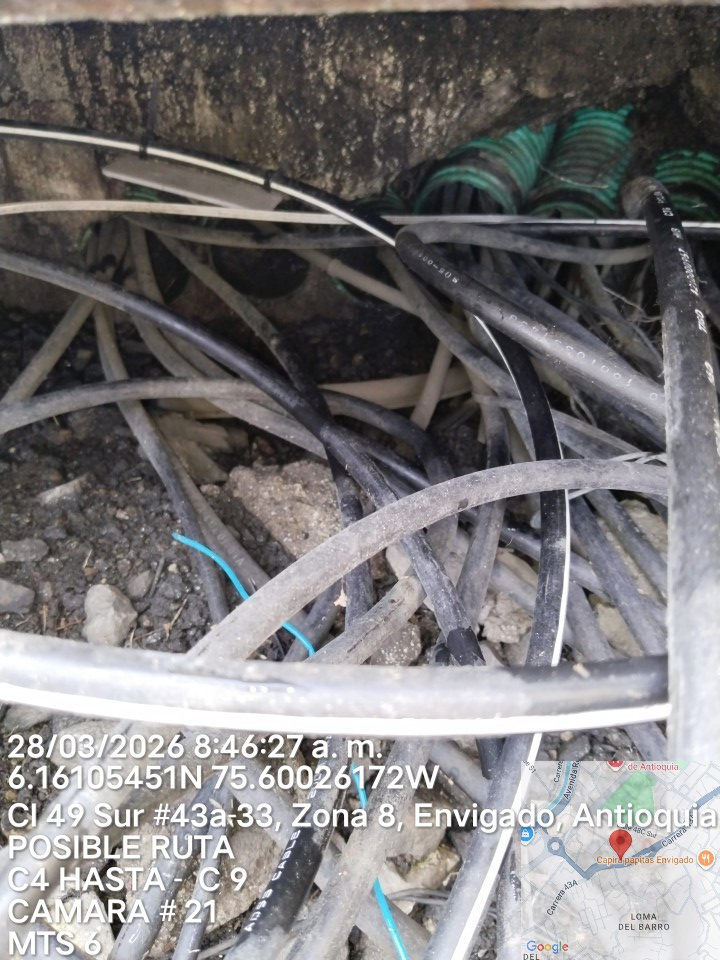 28/03/2026 8:46:27 a. m.
6.16105451N 75.60026172W
Cl 49 Sur #43a-33, Zona 8, Envigado, Antioquia
POSIBLE RUTA
C4 HASTA - C 9
CAMARA # 21
MTS 6
de Antioquia
Capira papitas Envigado
Carrera 43A
LOMA
DEL BARRO
Google
DEL